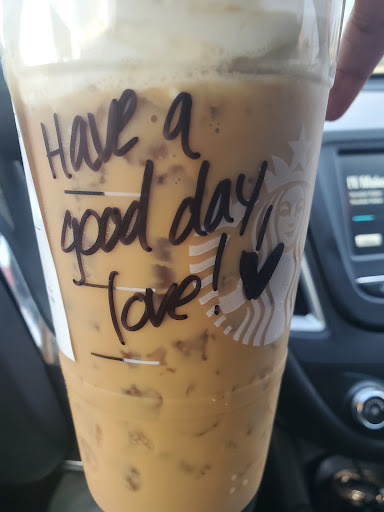 Have a
good day,
love! ♥